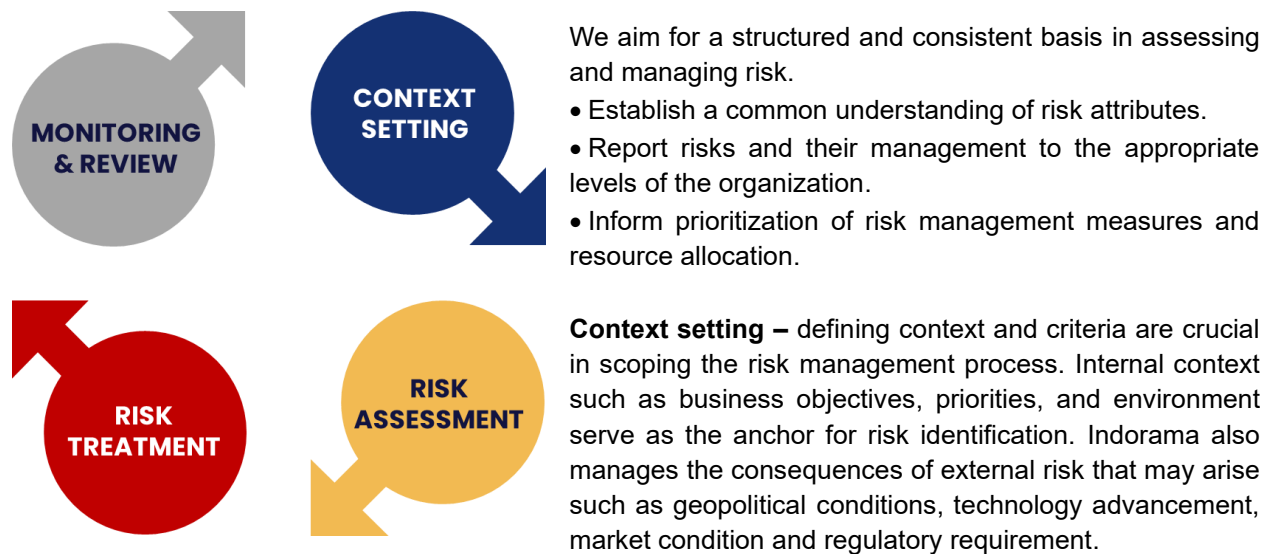 MONITORING
& REVIEW
CONTEXT
SETTING
RISK
TREATMENT
RISK
ASSESSMENT
We aim for a structured and consistent basis in assessing
and managing risk.
• Establish a common understanding of risk attributes.
• Report risks and their management to the appropriate
levels of the organization.
• Inform prioritization of risk management measures and
resource allocation.
Context setting – defining context and criteria are crucial
in scoping the risk management process. Internal context
such as business objectives, priorities, and environment
serve as the anchor for risk identification. Indorama also
manages the consequences of external risk that may arise
such as geopolitical conditions, technology advancement,
market condition and regulatory requirement.